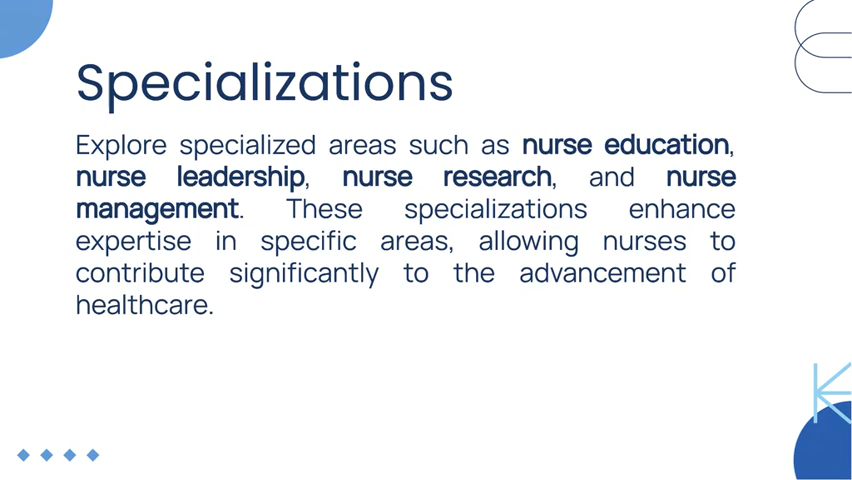 Specializations
Explore specialized areas such as nurse education,
nurse leadership, nurse research, and nurse
management. These specializations enhance
expertise in specific areas, allowing nurses to
contribute significantly to the advancement of
healthcare.